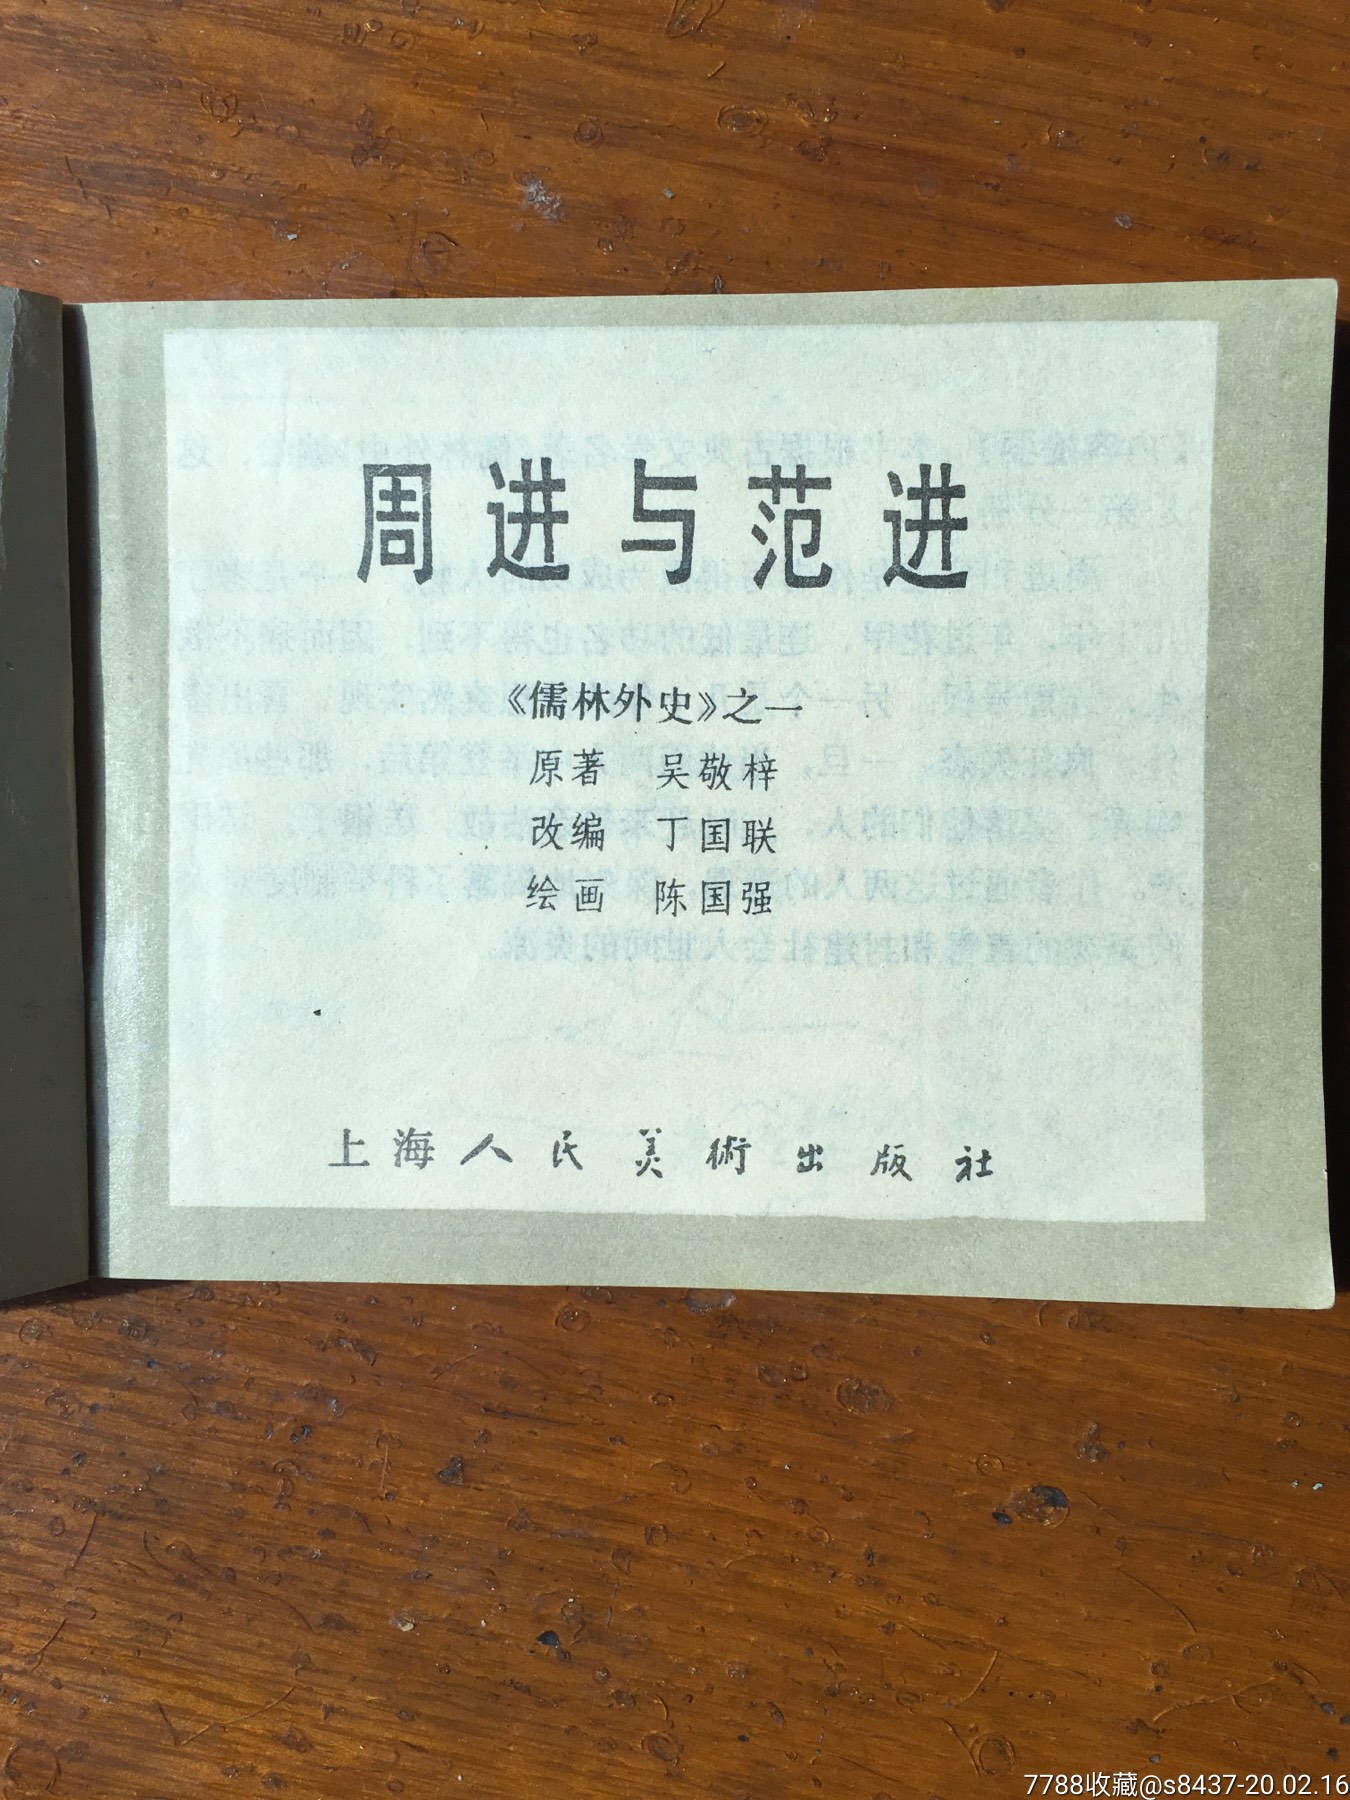 周进与范进
《儒林外史》之一
原著 吴敬梓
改编 丁国联
绘画 陈国强
上海人民美術出版社
7788收藏@s8437-20.02.16